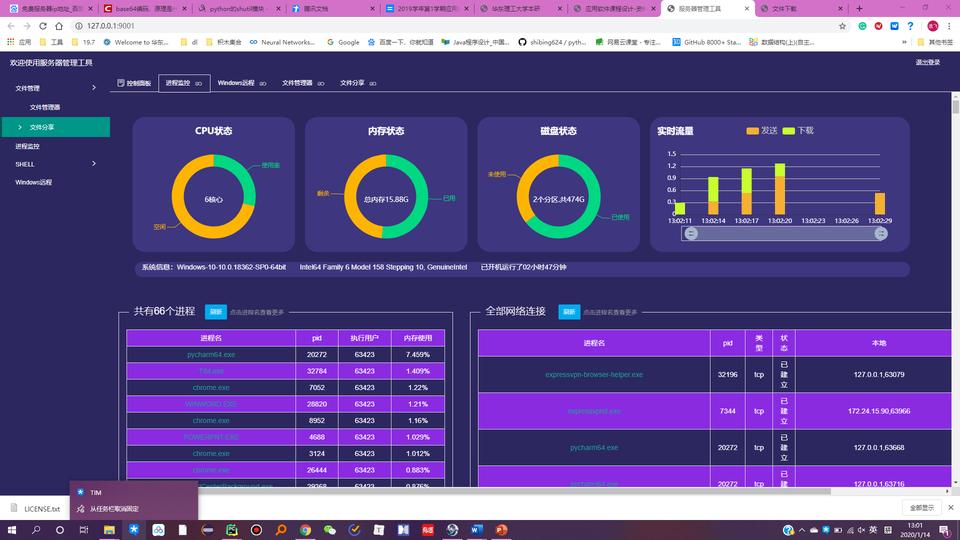 免费服务器ip地址_百度
base64编码、原理是什
python的shutil模块 -
腾讯文档
2019学年第1学期应用
华东理工大学本研
应用软件课程设计-资
服务器管理工具
文件下载
127.0.0.1:9001
应用
工具
19.7
Welcome to 华东...
dl
积木集合
Neural Networks...
Google
百度一下，你就知道
Java程序设计_中国...
shibing624 / pyth...
网易云课堂 - 专注...
GitHub 8000+ Sta...
数据结构(上)(自主...
其他书签
欢迎使用服务器管理工具
退出登录
文件管理
文件管理器
文件分享
进程监控
SHELL
Windows远程
控制面板
进程监控
Windows远程
文件管理器
文件分享
CPU状态
使用率
6核心
空闲
内存状态
剩余
总内存15.88G
已用
磁盘状态
未使用
2个分区,共474G
已使用
实时流量
发送
下载
1.5
1.2
0.9
0.6
0.3
0
13:02:11
13:02:14
13:02:17
13:02:20
13:02:23
13:02:26
13:02:29
系统信息：Windows-10-10.0.18362-SP0-64bit
Intel64 Family 6 Model 158 Stepping 10, GenuineIntel
已开机运行了02小时47分钟
共有66个进程
刷新
点击进程名查看更多
进程名 pid 执行用户 内存使用
pycharm64.exe 20272 63423 7.459%
TIM.exe 32784 63423 1.409%
chrome.exe 7052 63423 1.22%
WINWORD.EXE 28820 63423 1.21%
chrome.exe 8952 63423 1.16%
POWERPNT.EXE 4688 63423 1.029%
chrome.exe 3124 63423 1.012%
chrome.exe 26444 63423 0.883%
CenterBackground.exe 29268 63423 0.876%
全部网络连接
刷新
点击进程名查看更多
进程名 pid 类型 状态 本地
expressvpn-browser-helper.exe 32196 tcp 已建立 127.0.0.1,63079
expressvpnd.exe 7344 tcp 已建立 172.24.15.90,63966
pycharm64.exe 20272 tcp 已建立 127.0.0.1,63668
pycharm64.exe 20272 tcp 已建立 127.0.0.1,63716
TIM
从任务栏取消固定
LICENSE.txt
全部显示
英
13:01
2020/1/14